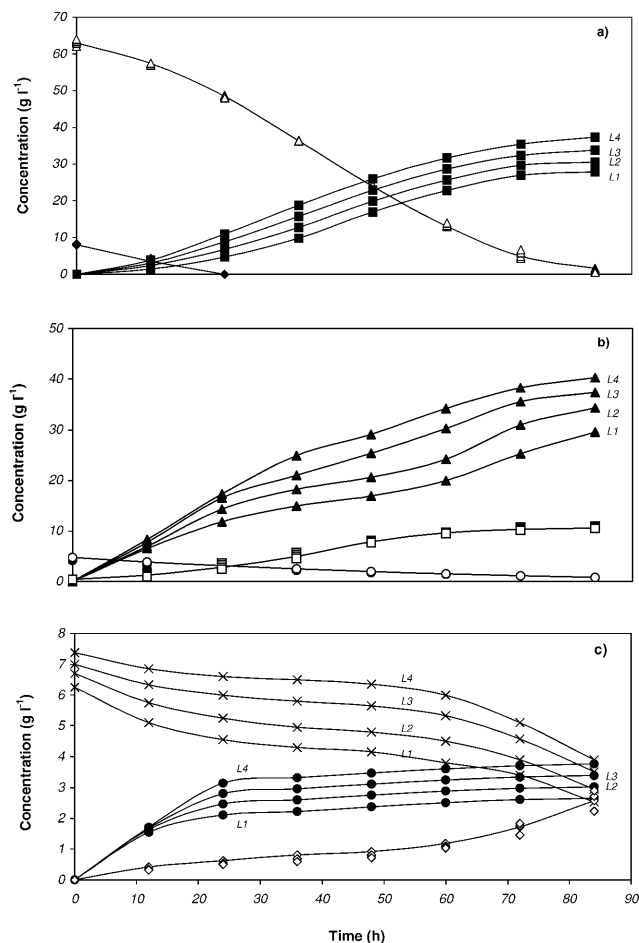 a)
Concentration (g l⁻¹)
70
60
50
40
30
20
10
0
L4
L3
L2
L1
b)
Concentration (g l⁻¹)
50
40
30
20
10
0
L4
L3
L2
L1
c)
Concentration (g l⁻¹)
8
7
6
5
4
3
2
1
0
L4
L3
L2
L1
L4
L3
L2
L1
0 10 20 30 40 50 60 70 80 90
Time (h)